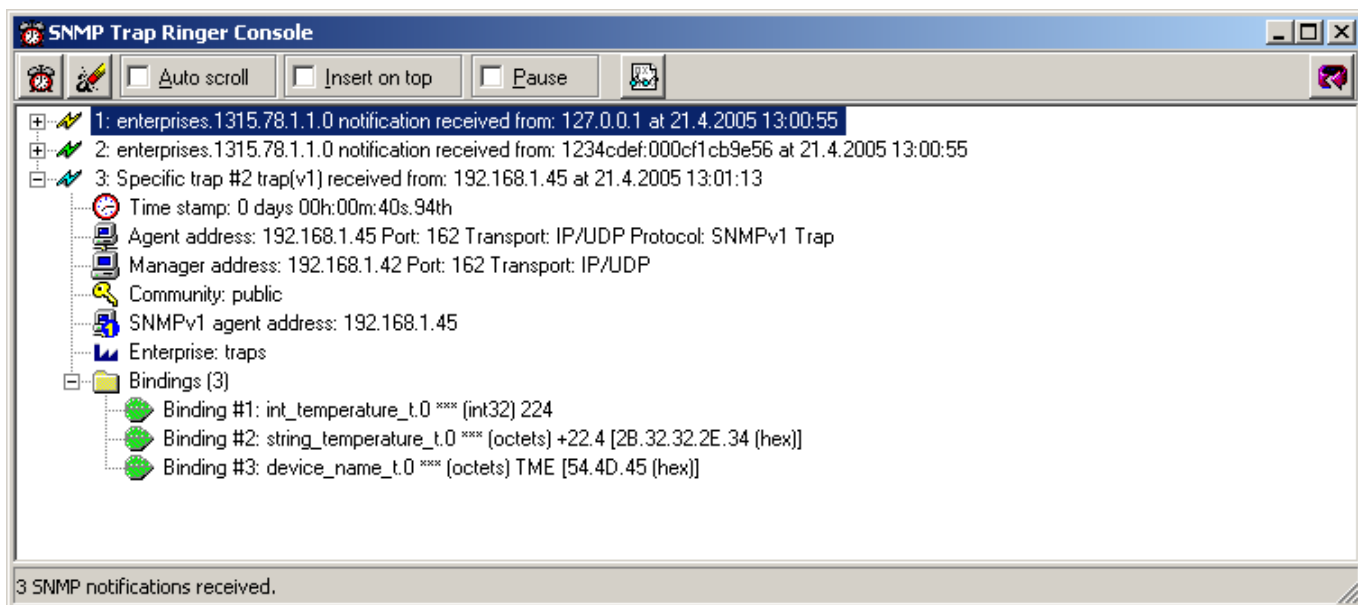 SNMP Trap Ringer Console
Auto scroll Insert on top Pause
1: enterprises.1315.78.1.1.0 notification received from: 127.0.0.1 at 21.4.2005 13:00:55
2: enterprises.1315.78.1.1.0 notification received from: 1234cdef:000cf1cb9e56 at 21.4.2005 13:00:55
3: Specific trap #2 trap(v1) received from: 192.168.1.45 at 21.4.2005 13:01:13
Time stamp: 0 days 00h:00m:40s.94th
Agent address: 192.168.1.45 Port: 162 Transport: IP/UDP Protocol: SNMPv1 Trap
Manager address: 192.168.1.42 Port: 162 Transport: IP/UDP
Community: public
SNMPv1 agent address: 192.168.1.45
Enterprise: traps
Bindings (3)
Binding #1: int_temperature_t.0 *** (int32) 224
Binding #2: string_temperature_t.0 *** (octets) +22.4 [2B.32.32.2E.34 (hex)]
Binding #3: device_name_t.0 *** (octets) TME [54.4D.45 (hex)]
3 SNMP notifications received.